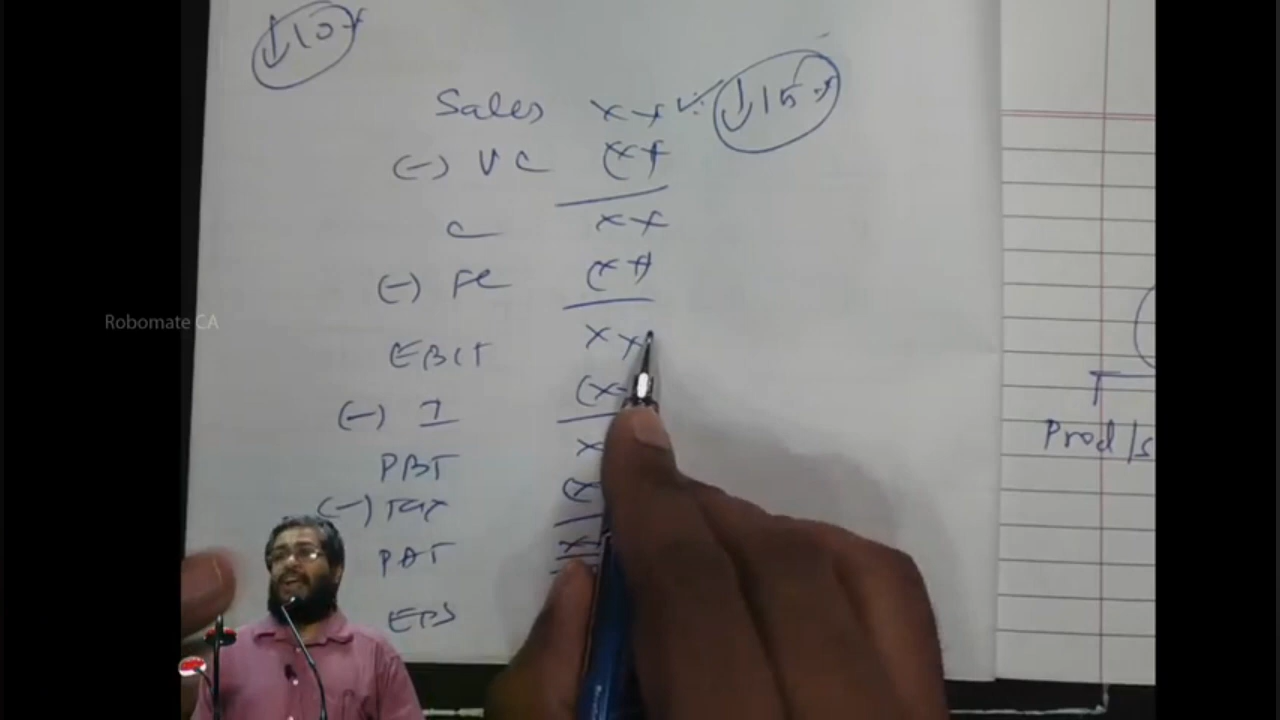 ↓10%
Sales xx ↓15%
(-) VC (xx)
C xx
(-) FC (xx)
EBIT xx
(-) I (x
PBT x
(-) Tax (x
PAT x
EPS
Prod/s
Robomate CA